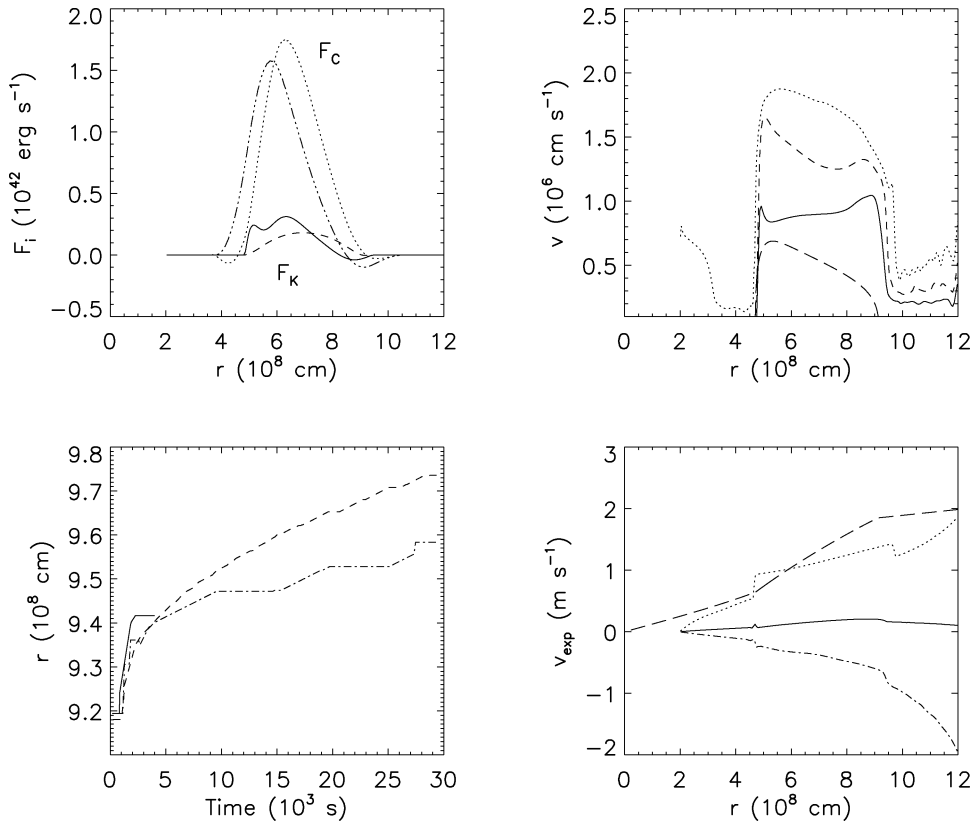 2.0
1.5
1.0
0.5
0.0
−0.5
F_i (10^42 erg s^−1)
F_C
F_K
0 2 4 6 8 10 12
r (10^8 cm)
2.5
2.0
1.5
1.0
0.5
v (10^6 cm s^−1)
0 2 4 6 8 10 12
r (10^8 cm)
9.8
9.7
9.6
9.5
9.4
9.3
9.2
r (10^8 cm)
0 5 10 15 20 25 30
Time (10^3 s)
3
2
1
0
−1
−2
v_exp (m s^−1)
0 2 4 6 8 10 12
r (10^8 cm)